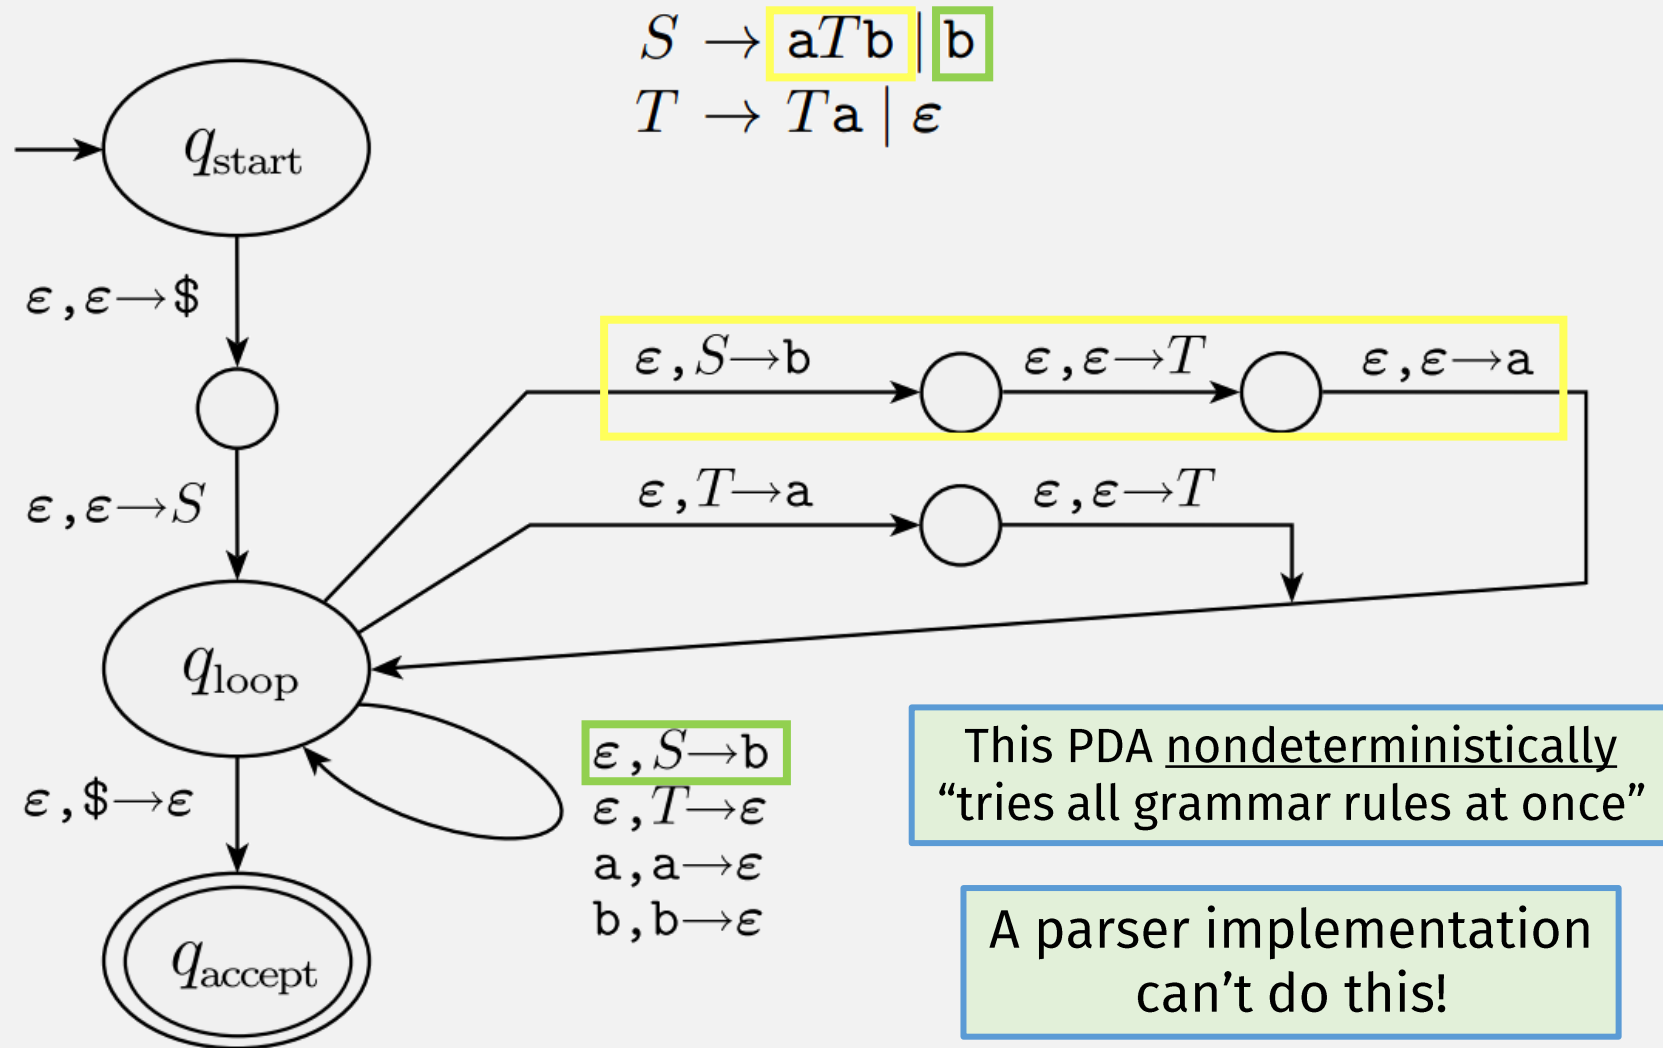 S → aTb | b
T → Ta | ε
q_start
ε,ε→$
ε,S→b
ε,ε→T
ε,ε→a
ε,ε→S
ε,T→a
ε,ε→T
q_loop
ε,$→ε
ε,S→b
ε,T→ε
a,a→ε
b,b→ε
This PDA nondeterministically
“tries all grammar rules at once”
q_accept
A parser implementation
can’t do this!